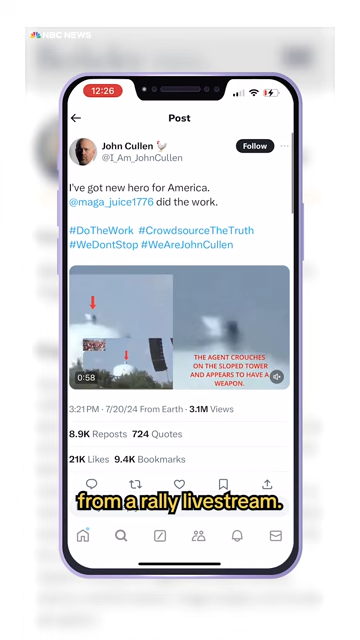 NBC NEWS
12:26
Post
John Cullen
@I_Am_JohnCullen
Follow
I've got new hero for America.
@maga_juice1776 did the work.
#DoTheWork #CrowdsourceTheTruth
#WeDontStop #WeAreJohnCullen
THE AGENT CROUCHES
ON THE SLOPED TOWER
AND APPEARS TO HAVE A
WEAPON.
0:58
3:21 PM · 7/20/24 From Earth · 3.1M Views
8.9K Reposts 724 Quotes
21K Likes 9.4K Bookmarks
from a rally livestream.